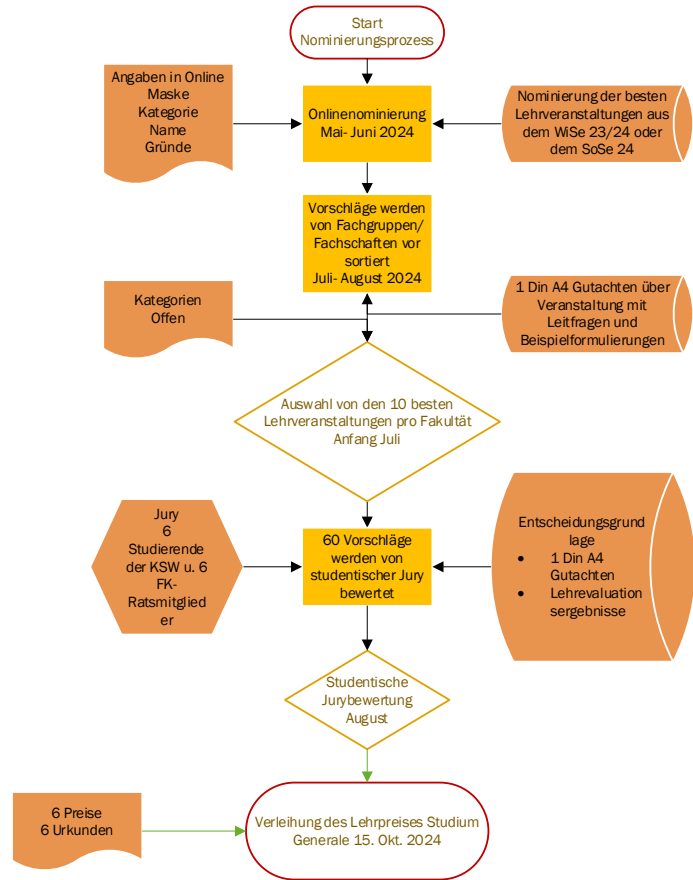 Start
Nominierungsprozess
Angaben in Online
Maske
Kategorie
Name
Gründe
Onlinenominierung
Mai- Juni 2024
Nominierung der besten
Lehrveranstaltungen aus
dem WiSe 23/24 oder
dem SoSe 24
Vorschläge werden
von Fachgruppen/
Fachschaften vor
sortiert
Juli- August 2024
Kategorien
Offen
1 Din A4 Gutachten über
Veranstaltung mit
Leitfragen und
Beispielformulierungen
Auswahl von den 10 besten
Lehrveranstaltungen pro Fakultät
Anfang Juli
Jury
6
Studierende
der KSW u. 6
FK-
Ratsmitglied
er
60 Vorschläge
werden von
studentischer Jury
bewertet
Entscheidungsgrund
lage
• 1 Din A4
Gutachten
• Lehrevaluation
sergebnisse
Studentische
Jurybewertung
August
6 Preise
6 Urkunden
Verleihung des Lehrpreises Studium
Generale 15. Okt. 2024